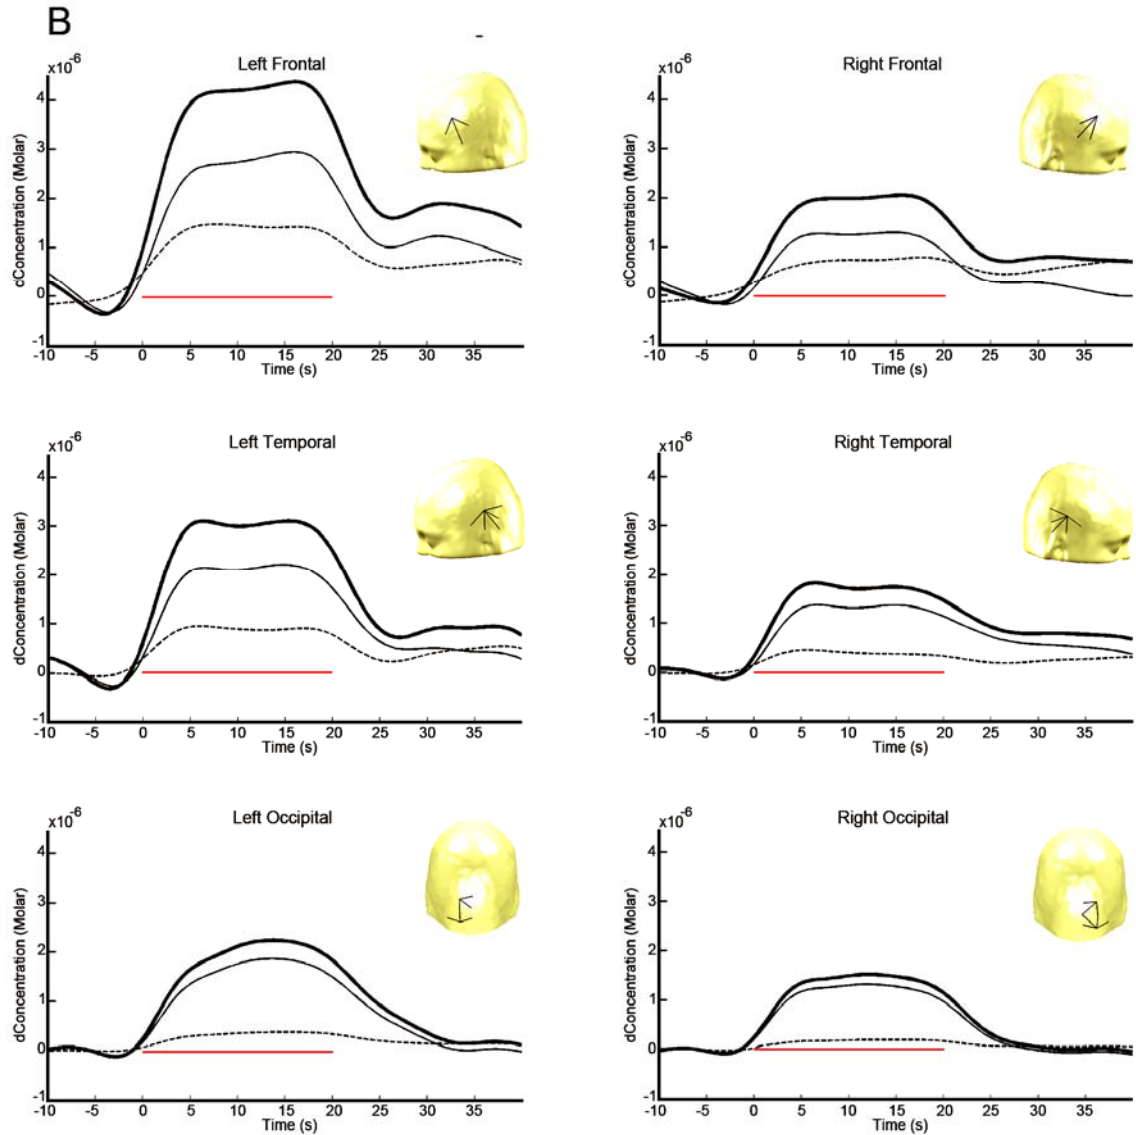 B
-
Left Frontal
x10-6
4
3
2
1
0
-1
dConcentration (Molar)
-10 -5 0 5 10 15 20 25 30 35
Time (s)
Right Frontal
x10-6
4
3
2
1
0
-1
dConcentration (Molar)
-10 -5 0 5 10 15 20 25 30 35
Time (s)
Left Temporal
x10-6
4
3
2
1
0
-1
dConcentration (Molar)
-10 -5 0 5 10 15 20 25 30 35
Time (s)
Right Temporal
x10-6
4
3
2
1
0
-1
dConcentration (Molar)
-10 -5 0 5 10 15 20 25 30 35
Time (s)
Left Occipital
x10-6
4
3
2
1
0
-1
dConcentration (Molar)
-10 -5 0 5 10 15 20 25 30 35
Time (s)
Right Occipital
x10-6
4
3
2
1
0
-1
dConcentration (Molar)
-10 -5 0 5 10 15 20 25 30 35
Time (s)